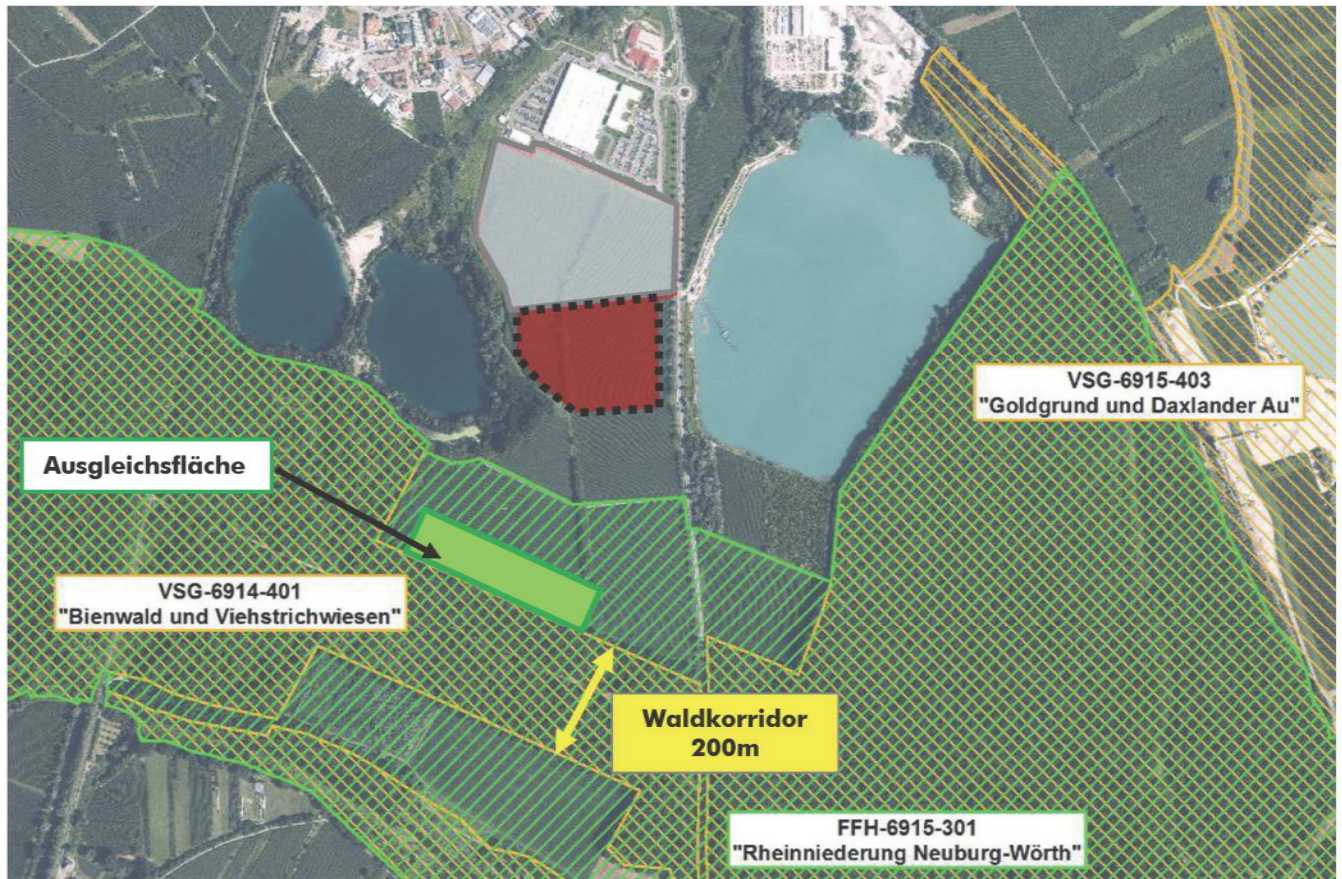 VSG-6915-403
"Goldgrund und Daxlander Au"
Ausgleichsfläche
VSG-6914-401
"Bienwald und Viehstrichwiesen"
Waldkorridor
200m
FFH-6915-301
"Rheinniederung Neuburg-Wörth"